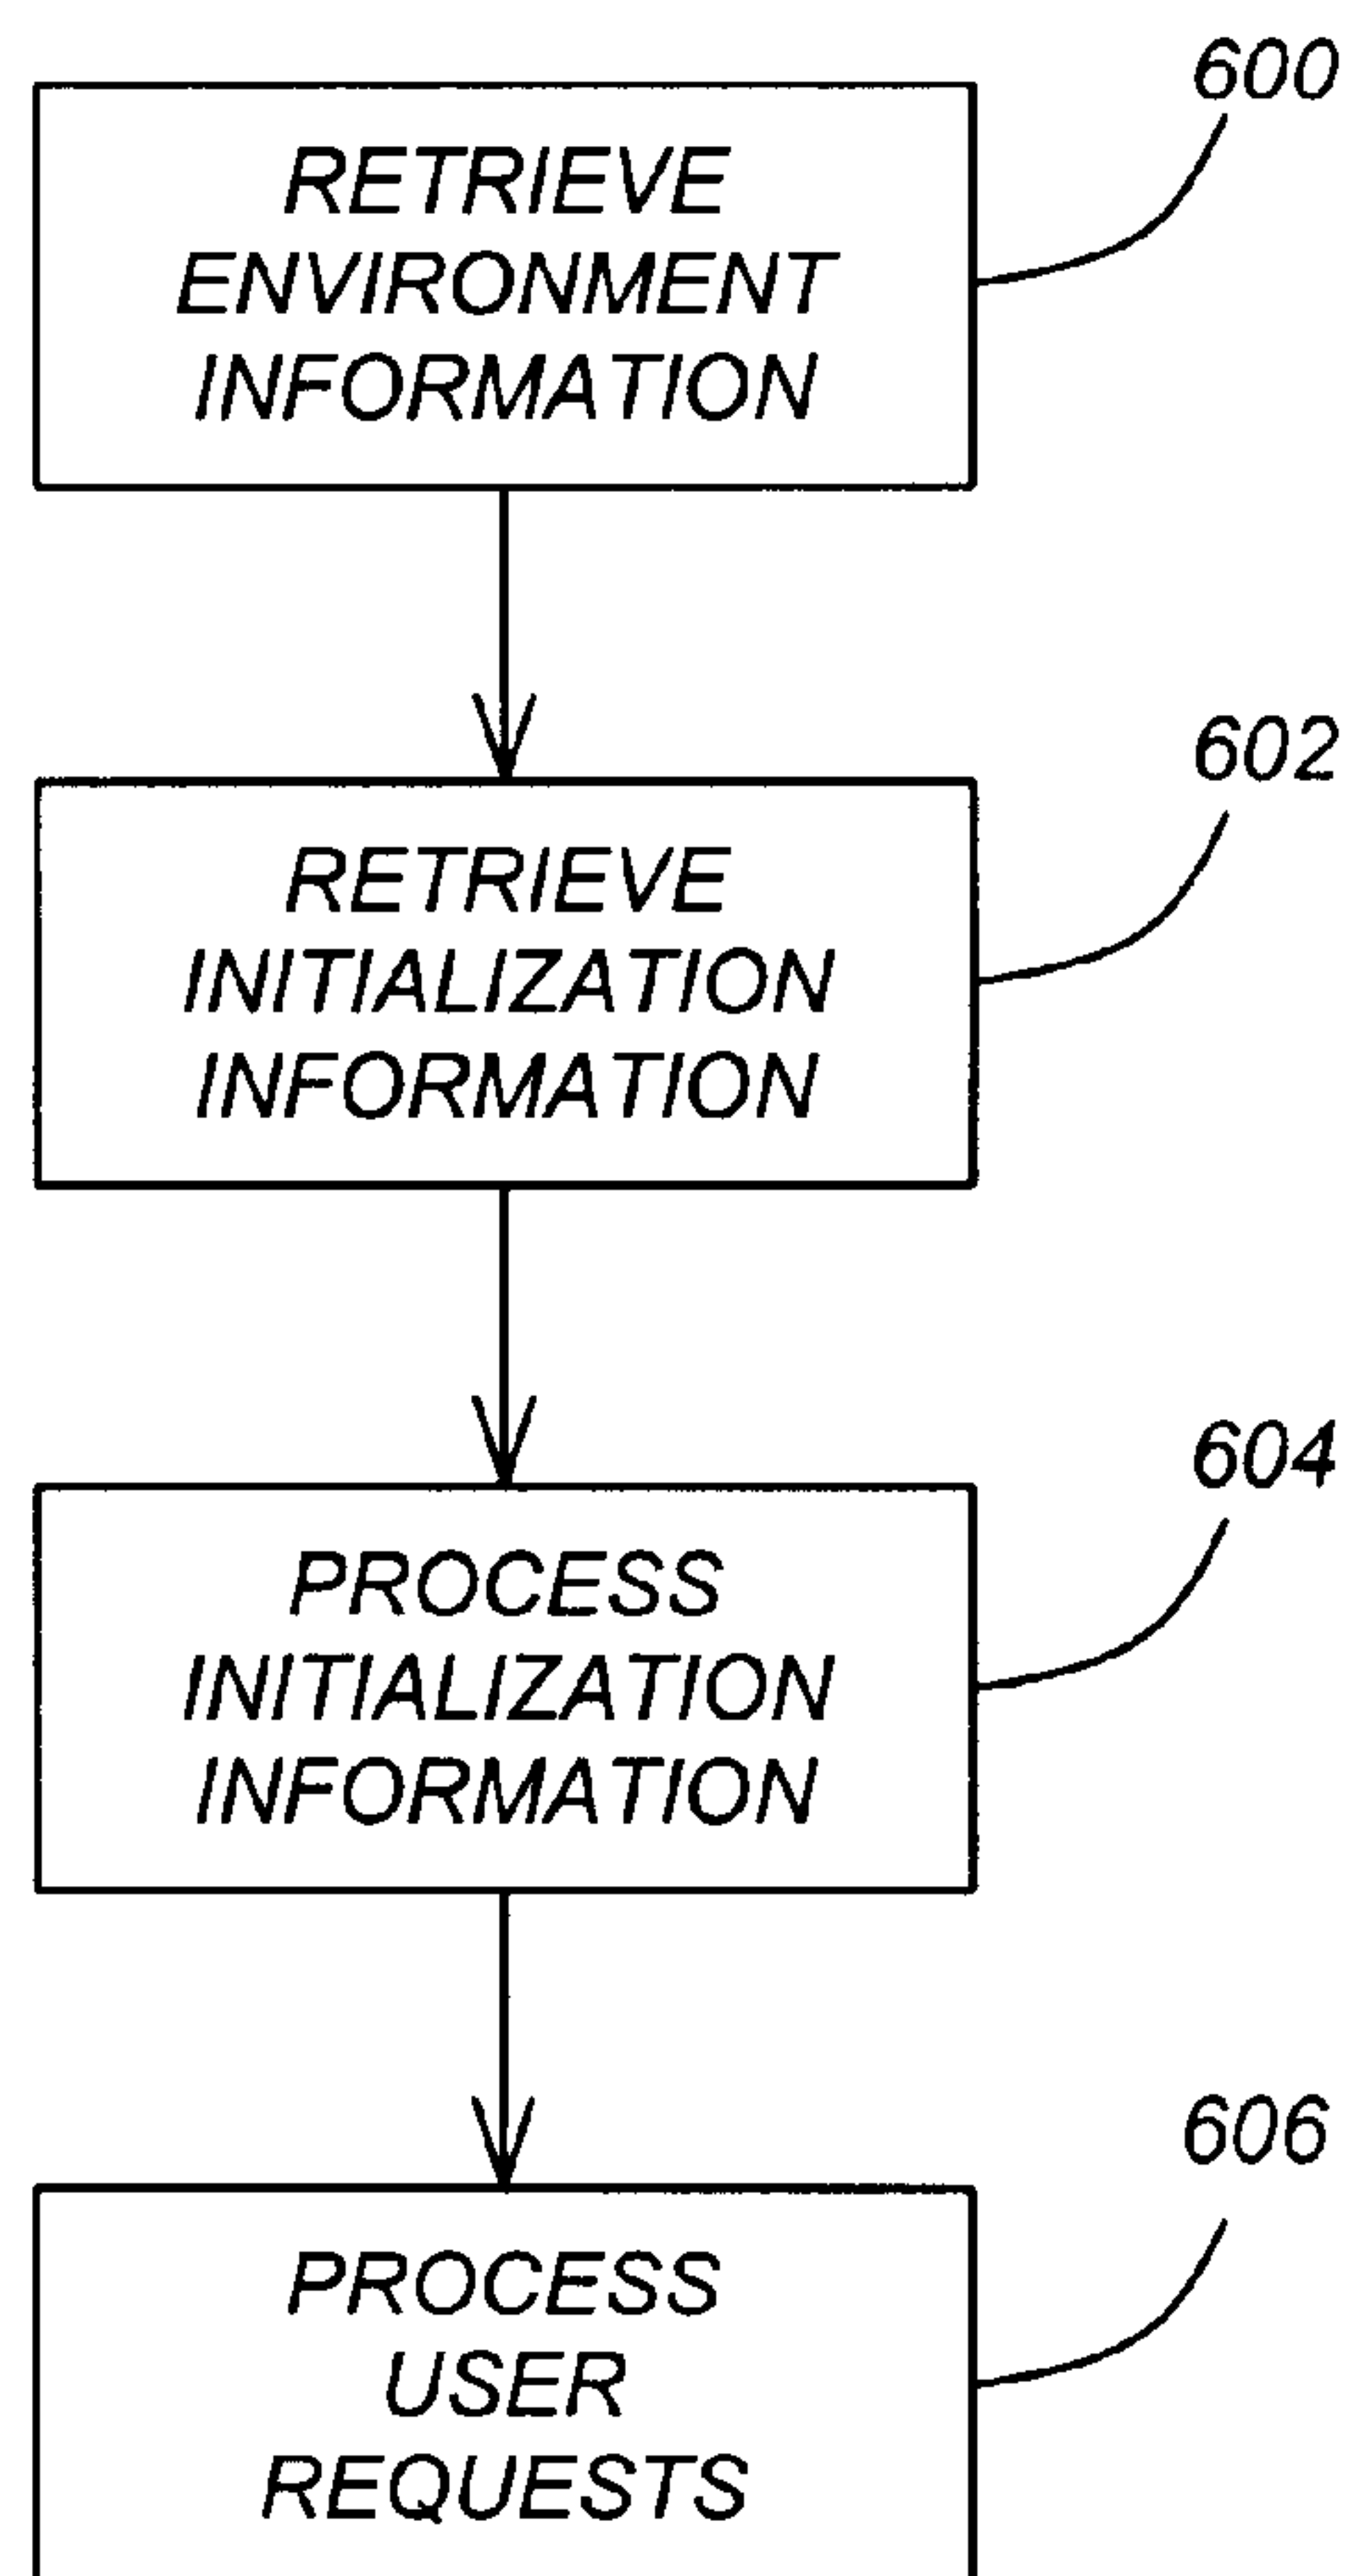 600
RETRIEVE
ENVIRONMENT
INFORMATION
602
RETRIEVE
INITIALIZATION
INFORMATION
604
PROCESS
INITIALIZATION
INFORMATION
606
PROCESS
USER
REQUESTS